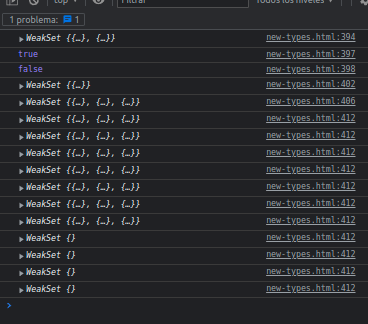 top
Filtrar
Todos los niveles
1 problema: 1
WeakSet {{…}, {…}} new-types.html:394
true new-types.html:397
false new-types.html:398
WeakSet {{…}} new-types.html:402
WeakSet {{…}, {…}, {…}} new-types.html:406
WeakSet {{…}, {…}, {…}} new-types.html:412
WeakSet {{…}, {…}, {…}} new-types.html:412
WeakSet {{…}, {…}, {…}} new-types.html:412
WeakSet {{…}, {…}, {…}} new-types.html:412
WeakSet {{…}, {…}, {…}} new-types.html:412
WeakSet {{…}, {…}, {…}} new-types.html:412
WeakSet {{…}, {…}, {…}} new-types.html:412
WeakSet {} new-types.html:412
WeakSet {} new-types.html:412
WeakSet {} new-types.html:412
WeakSet {} new-types.html:412